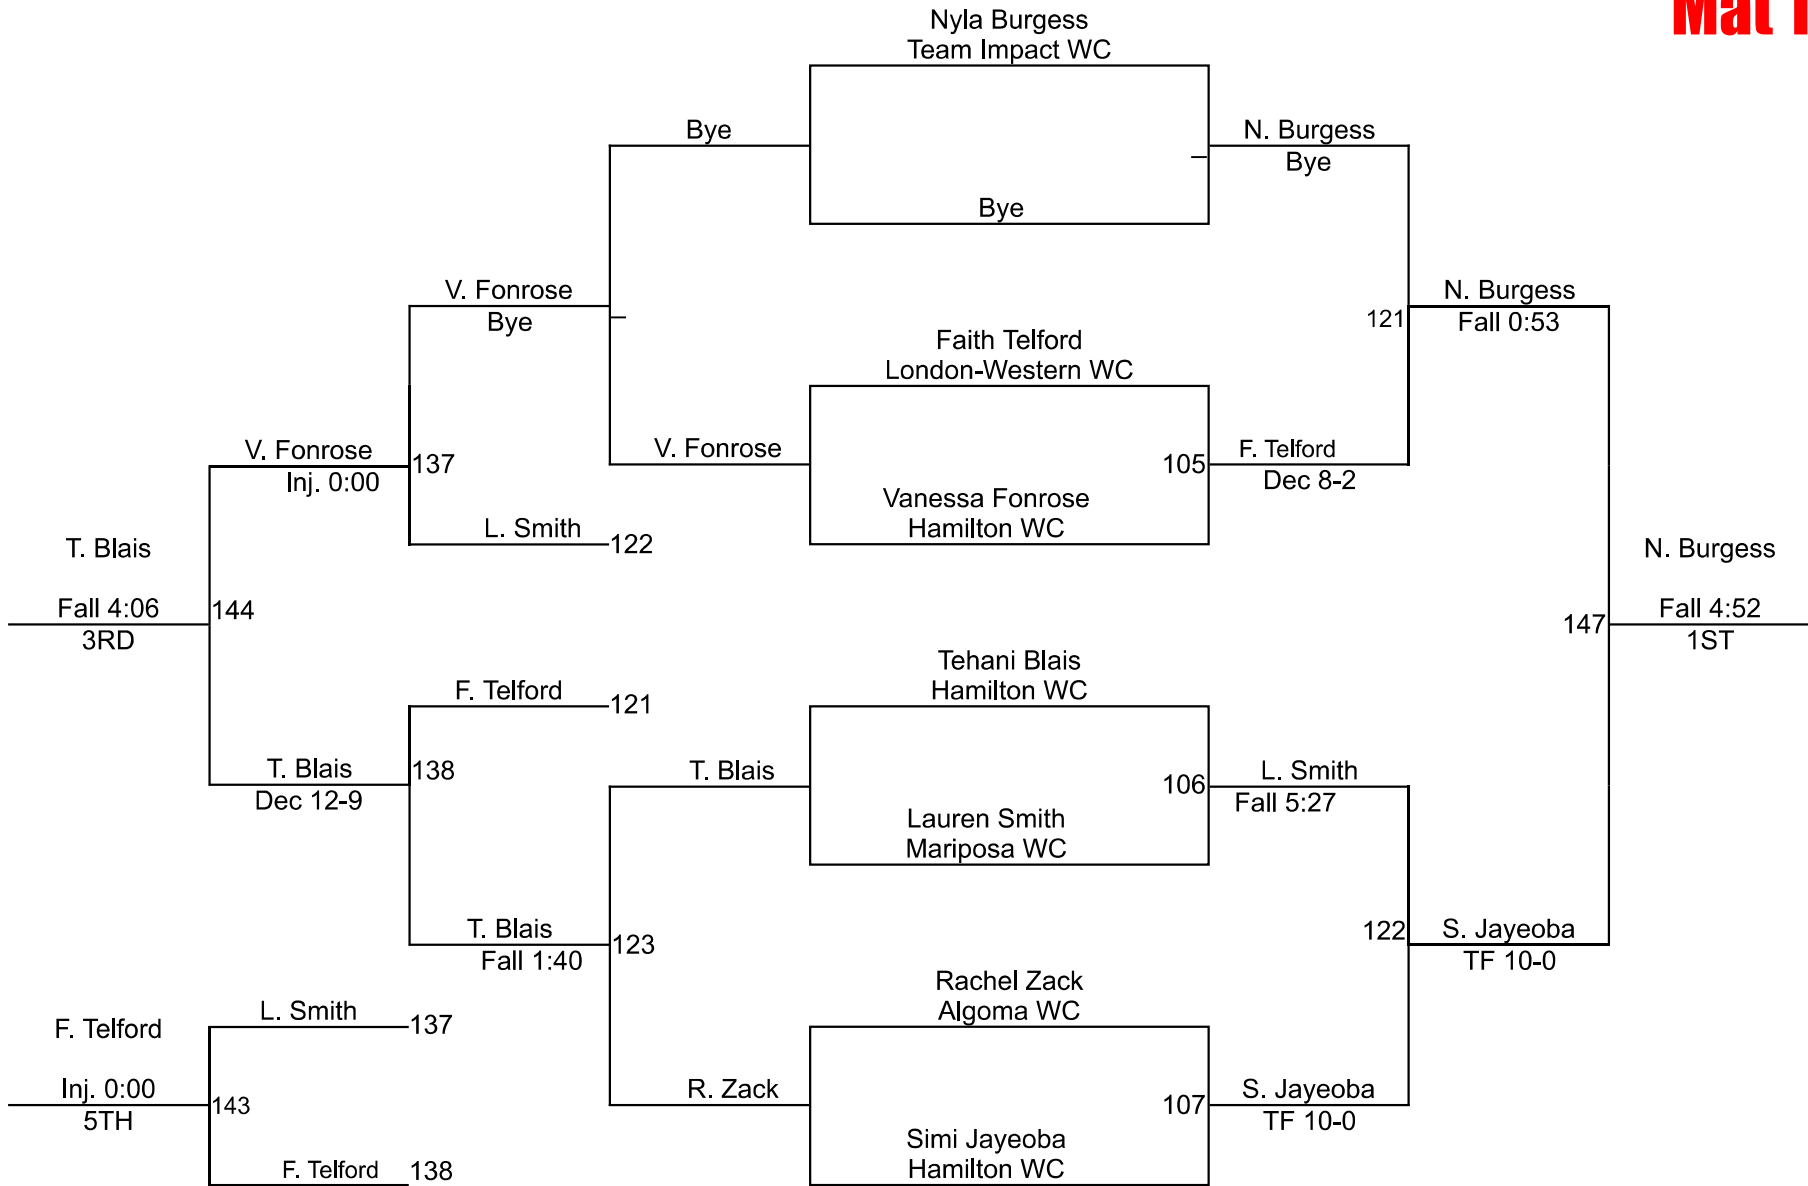 Mat 1
Nyla Burgess
Team Impact WC
Bye
N. Burgess
Bye
Bye
V. Fonrose
Bye
N. Burgess
Fall 0:53
121
Faith Telford
London-Western WC
V. Fonrose
Inj. 0:00
137
V. Fonrose
105
F. Telford
Dec 8-2
Vanessa Fonrose
Hamilton WC
L. Smith
122
T. Blais
Fall 4:06
3RD
144
N. Burgess
Fall 4:52
1ST
147
Tehani Blais
Hamilton WC
F. Telford
121
T. Blais
Dec 12-9
138
T. Blais
106
L. Smith
Fall 5:27
Lauren Smith
Mariposa WC
T. Blais
Fall 1:40
123
122
S. Jayeoba
TF 10-0
Rachel Zack
Algoma WC
L. Smith
137
F. Telford
Inj. 0:00
5TH
143
R. Zack
107
S. Jayeoba
TF 10-0
Simi Jayeoba
Hamilton WC
F. Telford
138